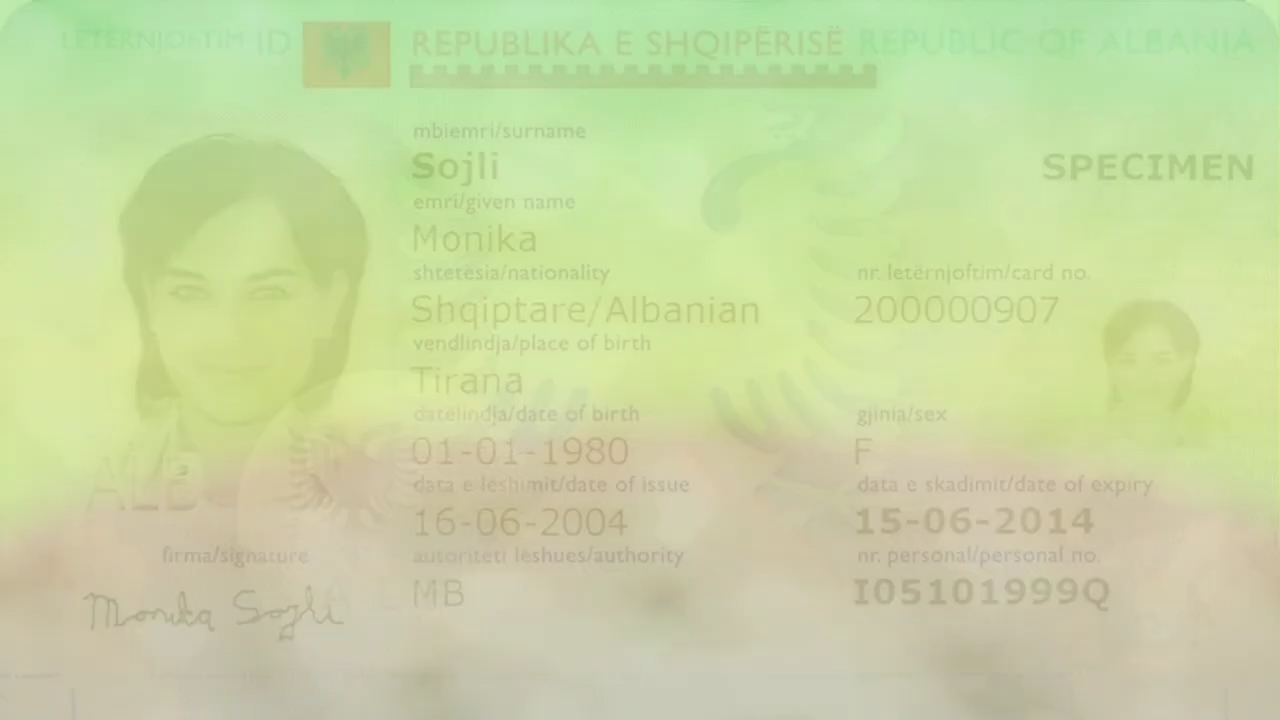 LETËRNJOFTIM ID REPUBLIKA E SHQIPËRISË REPUBLIC OF ALBANIA
mbiemri/surname
Sojli
SPECIMEN
emri/given name
Monika
shtetësia/nationality
nr. letërnjoftim/card no.
Shqiptare/Albanian
200000907
vendlindja/place of birth
Tirana
datëlindja/date of birth
gjinia/sex
01-01-1980
F
ALB
data e lëshimit/date of issue
data e skadimit/date of expiry
16-06-2004
15-06-2014
firma/signature
autoriteti lëshues/authority
nr. personal/personal no.
MB
I05101999Q
Monika Sojli